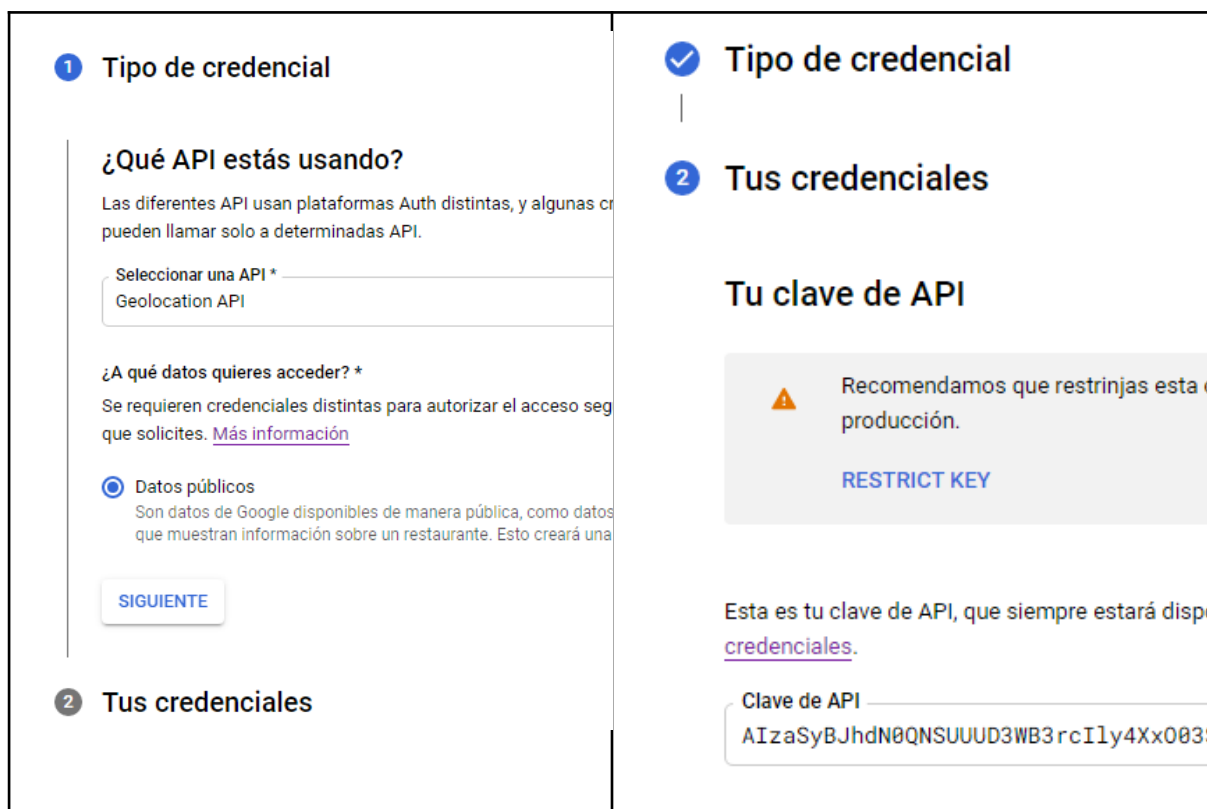 1 Tipo de credencial
¿Qué API estás usando?
Las diferentes API usan plataformas Auth distintas, y algunas
pueden llamar solo a determinadas API.
Seleccionar una API *
Geolocation API
¿A qué datos quieres acceder? *
Se requieren credenciales distintas para autorizar el acceso
que solicites. Más información
Datos públicos
Son datos de Google disponibles de manera pública, como datos
que muestran información sobre un restaurante. Esto creará una
SIGUIENTE
2 Tus credenciales
Tipo de credencial
2 Tus credenciales
Tu clave de API
Recomendamos que restrinjas esta
producción.
RESTRICT KEY
Esta es tu clave de API, que siempre estará
credenciales.
Clave de API